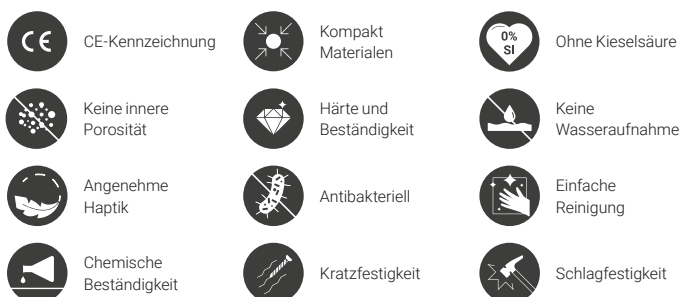 CE
CE-Kennzeichnung
Kompakt
Materialen
0%
SI
Ohne Kieselsäure
Keine innere
Porosität
Härte und
Beständigkeit
Keine
Wasseraufnahme
Angenehme
Haptik
Antibakteriell
Einfache
Reinigung
Chemische
Beständigkeit
Kratzfestigkeit
Schlagfestigkeit